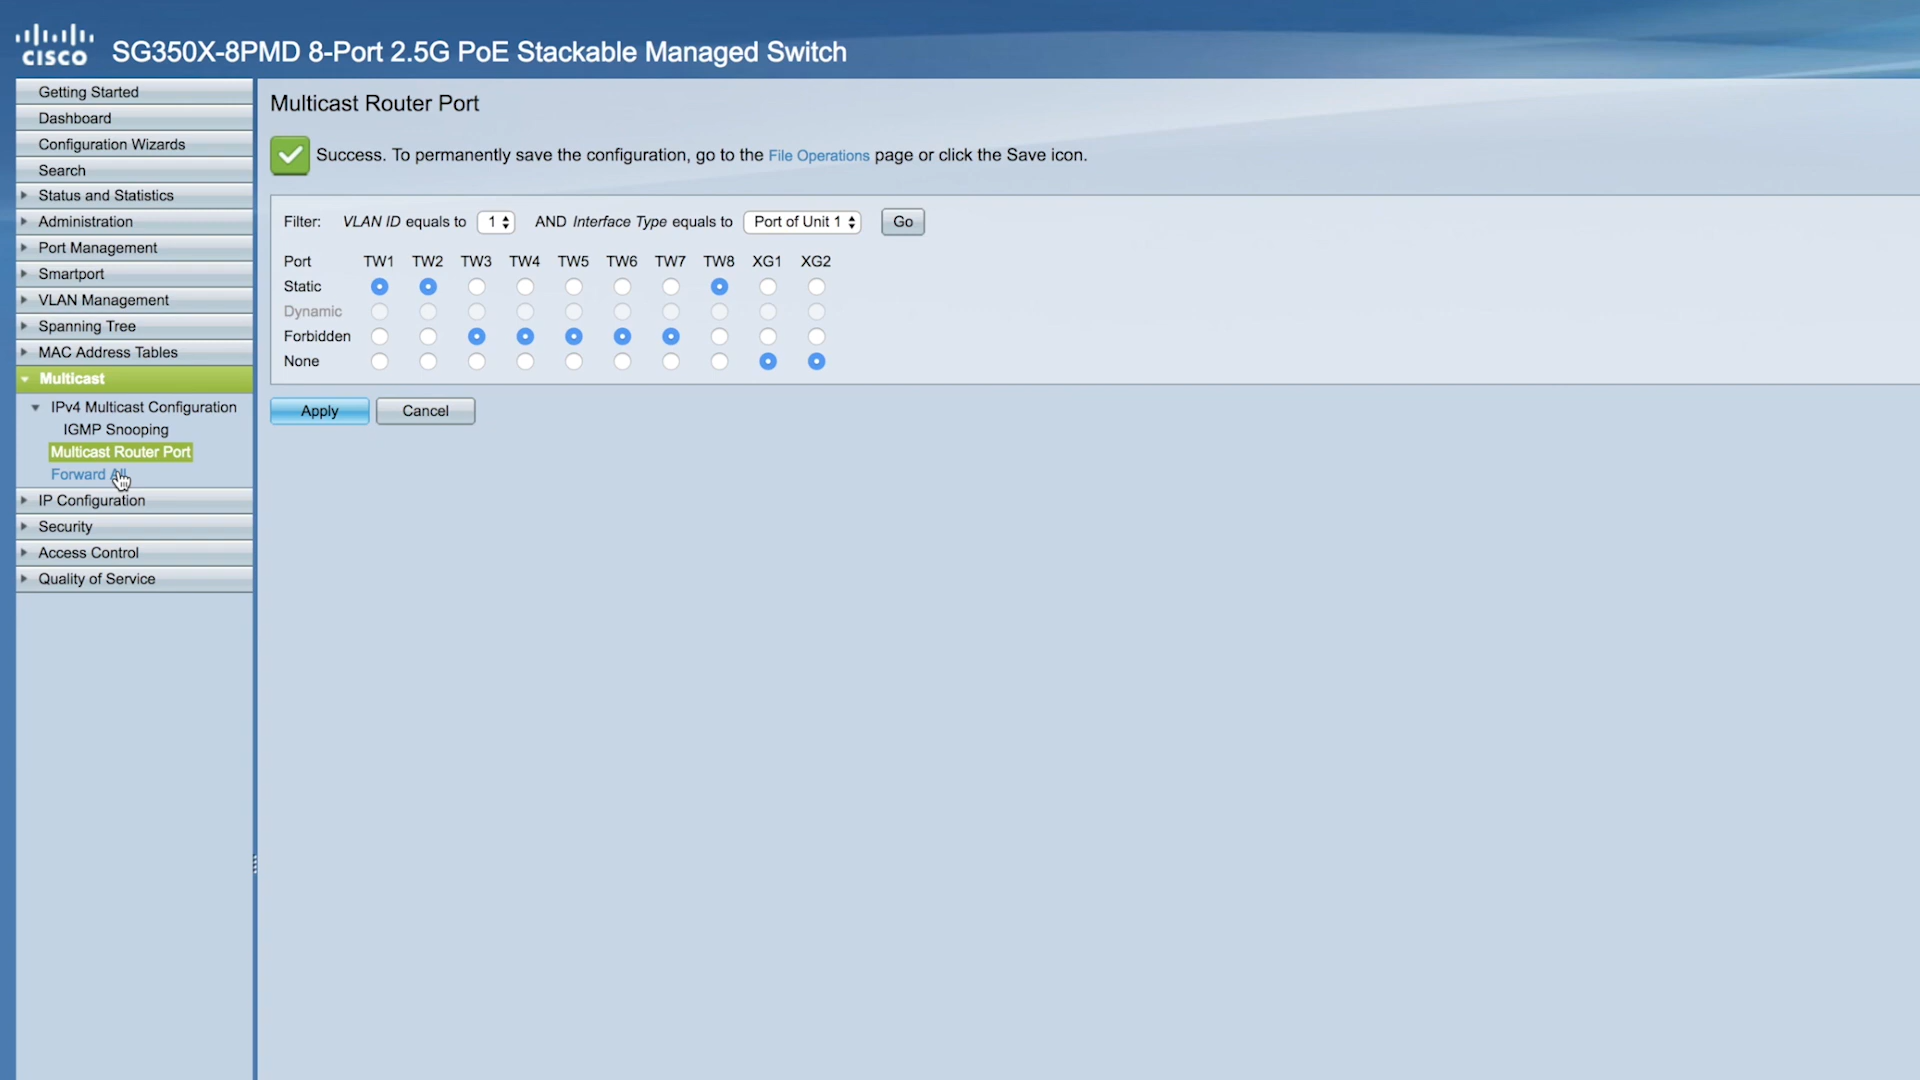 CISCO
SG350X-8PMD 8-Port 2.5G PoE Stackable Managed Switch
Getting Started
Dashboard
Configuration Wizards
Search
Status and Statistics
Administration
Port Management
Smartport
VLAN Management
Spanning Tree
MAC Address Tables
Multicast
IPv4 Multicast Configuration
IGMP Snooping
Multicast Router Port
Forward All
IP Configuration
Security
Access Control
Quality of Service
Multicast Router Port
Success. To permanently save the configuration, go to the File Operations page or click the Save icon.
Filter: VLAN ID equals to 1 AND Interface Type equals to Port of Unit 1 Go
Port TW1 TW2 TW3 TW4 TW5 TW6 TW7 TW8 XG1 XG2
Static
Dynamic
Forbidden
None
Apply Cancel